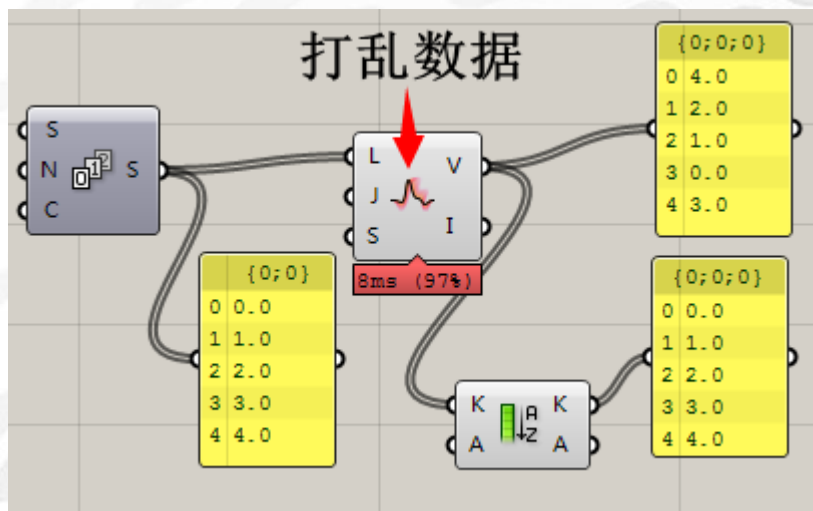 打乱数据
S
N
C
S
0 1 2
L
J
S
V
I
8ms (97%)
{0;0}
0 0.0
1 1.0
2 2.0
3 3.0
4 4.0
{0;0;0}
0 4.0
1 2.0
2 1.0
3 0.0
4 3.0
K
A
A
Z
K
A
{0;0;0}
0 0.0
1 1.0
2 2.0
3 3.0
4 4.0